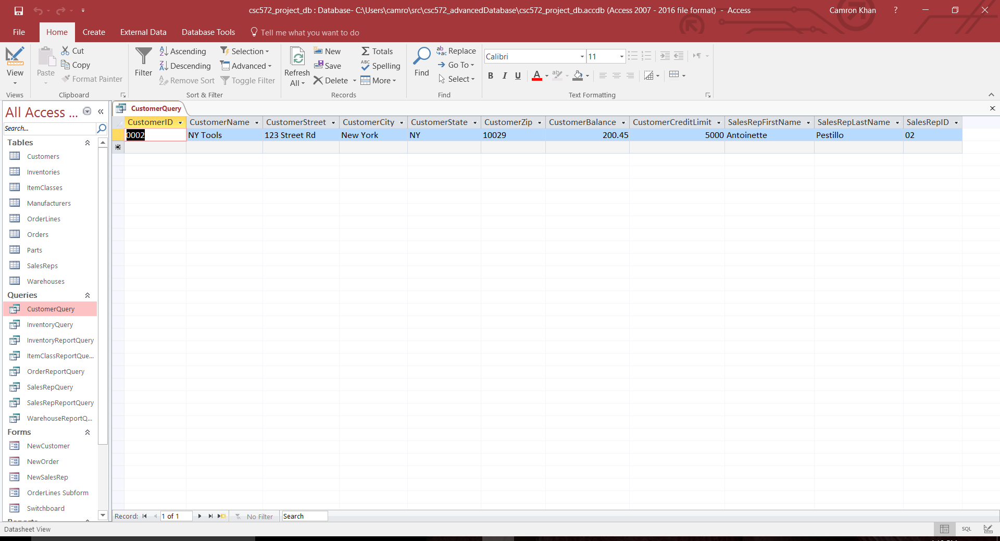 csc572_project_db : Database- C:\Users\camro\src\csc572_advancedDatabase\csc572_project_db.accdb (Access 2007 - 2016 file format) - Access
Camron Khan
?
File Home Create External Data Database Tools Tell me what you want to do
View
Views
Paste
Cut
Copy
Format Painter
Clipboard
Filter
Ascending
Descending
Remove Sort
Selection
Advanced
Toggle Filter
Sort & Filter
Refresh
All
New
Save
Delete
Totals
Spelling
More
Records
Find
Replace
Go To
Select
Find
Calibri 11
B I U A
Text Formatting
All Access ...
Search...
Tables
Customers
Inventories
ItemClasses
Manufacturers
OrderLines
Orders
Parts
SalesReps
Warehouses
Queries
CustomerQuery
InventoryQuery
InventoryReportQuery
ItemClassReportQue...
OrderReportQuery
SalesRepQuery
SalesRepReportQuery
WarehouseReportQ...
Forms
NewCustomer
NewOrder
NewSalesRep
OrderLines Subform
Switchboard
CustomerQuery
CustomerID CustomerName CustomerStreet CustomerCity CustomerState CustomerZip CustomerBalance CustomerCreditLimit SalesRepFirstName SalesRepLastName SalesRepID
0002 NY Tools 123 Street Rd New York NY 10029 200.45 5000 Antoinette Pestillo 02
Record: 1 of 1 No Filter Search
Datasheet View
SQL